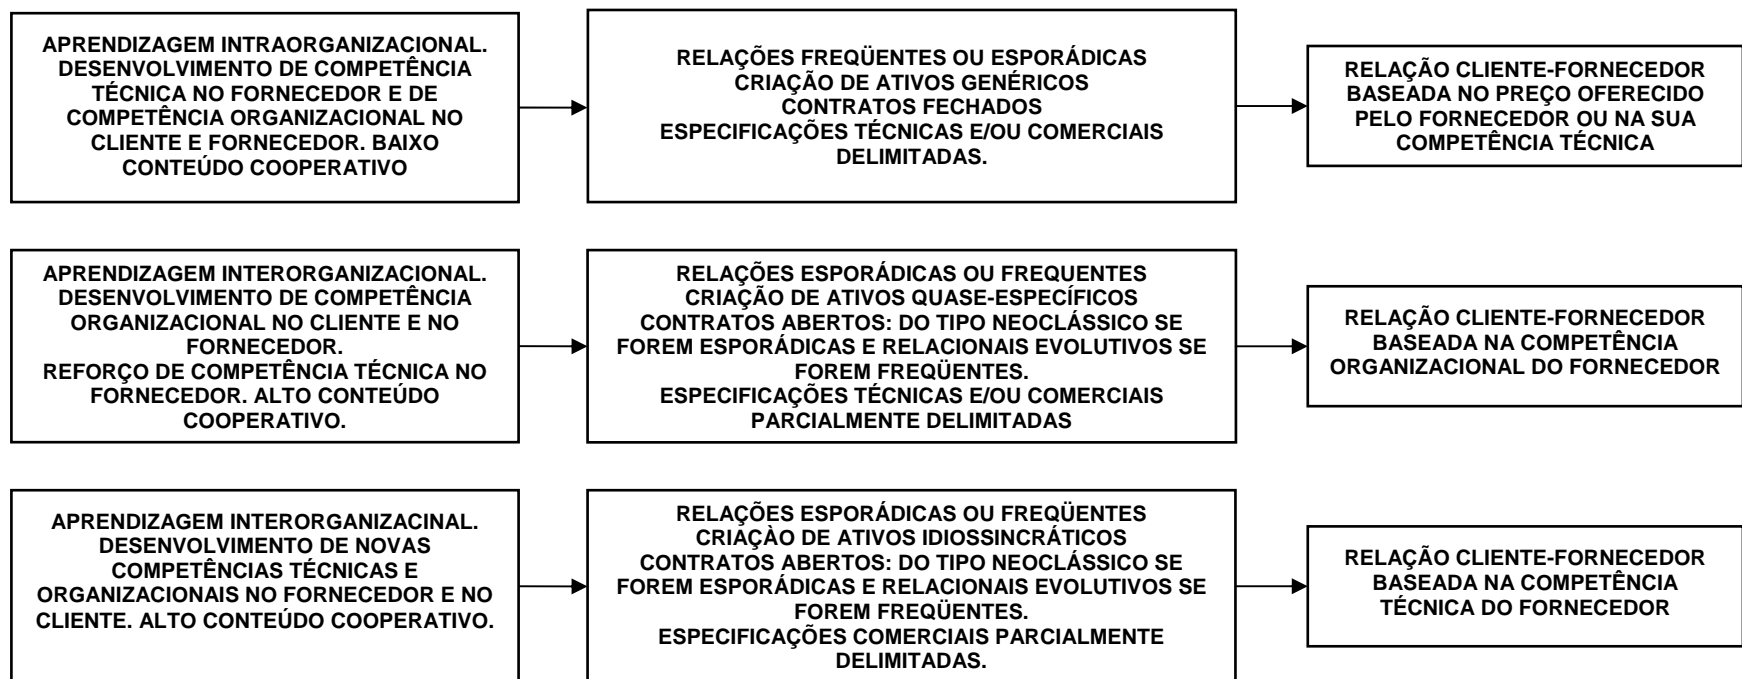 APRENDIZAGEM INTRAORGANIZACIONAL.
DESENVOLVIMENTO DE COMPETÊNCIA
TÉCNICA NO FORNECEDOR E DE
COMPETÊNCIA ORGANIZACIONAL NO
CLIENTE E FORNECEDOR. BAIXO
CONTEÚDO COOPERATIVO
RELAÇÕES FREQÜENTES OU ESPORÁDICAS
CRIAÇÃO DE ATIVOS GENÉRICOS
CONTRATOS FECHADOS
ESPECIFICAÇÕES TÉCNICAS E/OU COMERCIAIS
DELIMITADAS.
RELAÇÃO CLIENTE-FORNECEDOR
BASEADA NO PREÇO OFERECIDO
PELO FORNECEDOR OU NA SUA
COMPETÊNCIA TÉCNICA
APRENDIZAGEM INTERORGANIZACIONAL.
DESENVOLVIMENTO DE COMPETÊNCIA
ORGANIZACIONAL NO CLIENTE E NO
FORNECEDOR.
REFORÇO DE COMPETÊNCIA TÉCNICA NO
FORNECEDOR. ALTO CONTEÚDO
COOPERATIVO.
RELAÇÕES ESPORÁDICAS OU FREQUENTES
CRIAÇÃO DE ATIVOS QUASE-ESPECÍFICOS
CONTRATOS ABERTOS: DO TIPO NEOCLÁSSICO SE
FOREM ESPORÁDICAS E RELACIONAIS EVOLUTIVOS SE
FOREM FREQÜENTES.
ESPECIFICAÇÕES TÉCNICAS E/OU COMERCIAIS
PARCIALMENTE DELIMITADAS
RELAÇÃO CLIENTE-FORNECEDOR
BASEADA NA COMPETÊNCIA
ORGANIZACIONAL DO FORNECEDOR
APRENDIZAGEM INTERORGANIZACINAL.
DESENVOLVIMENTO DE NOVAS
COMPETÊNCIAS TÉCNICAS E
ORGANIZACIONAIS NO FORNECEDOR E NO
CLIENTE. ALTO CONTEÚDO COOPERATIVO.
RELAÇÕES ESPORÁDICAS OU FREQÜENTES
CRIAÇÀO DE ATIVOS IDIOSSINCRÁTICOS
CONTRATOS ABERTOS: DO TIPO NEOCLÁSSICO SE
FOREM ESPORÁDICAS E RELACIONAIS EVOLUTIVOS SE
FOREM FREQÜENTES.
ESPECIFICAÇÕES COMERCIAIS PARCIALMENTE
DELIMITADAS.
RELAÇÃO CLIENTE-FORNECEDOR
BASEADA NA COMPETÊNCIA
TÉCNICA DO FORNECEDOR